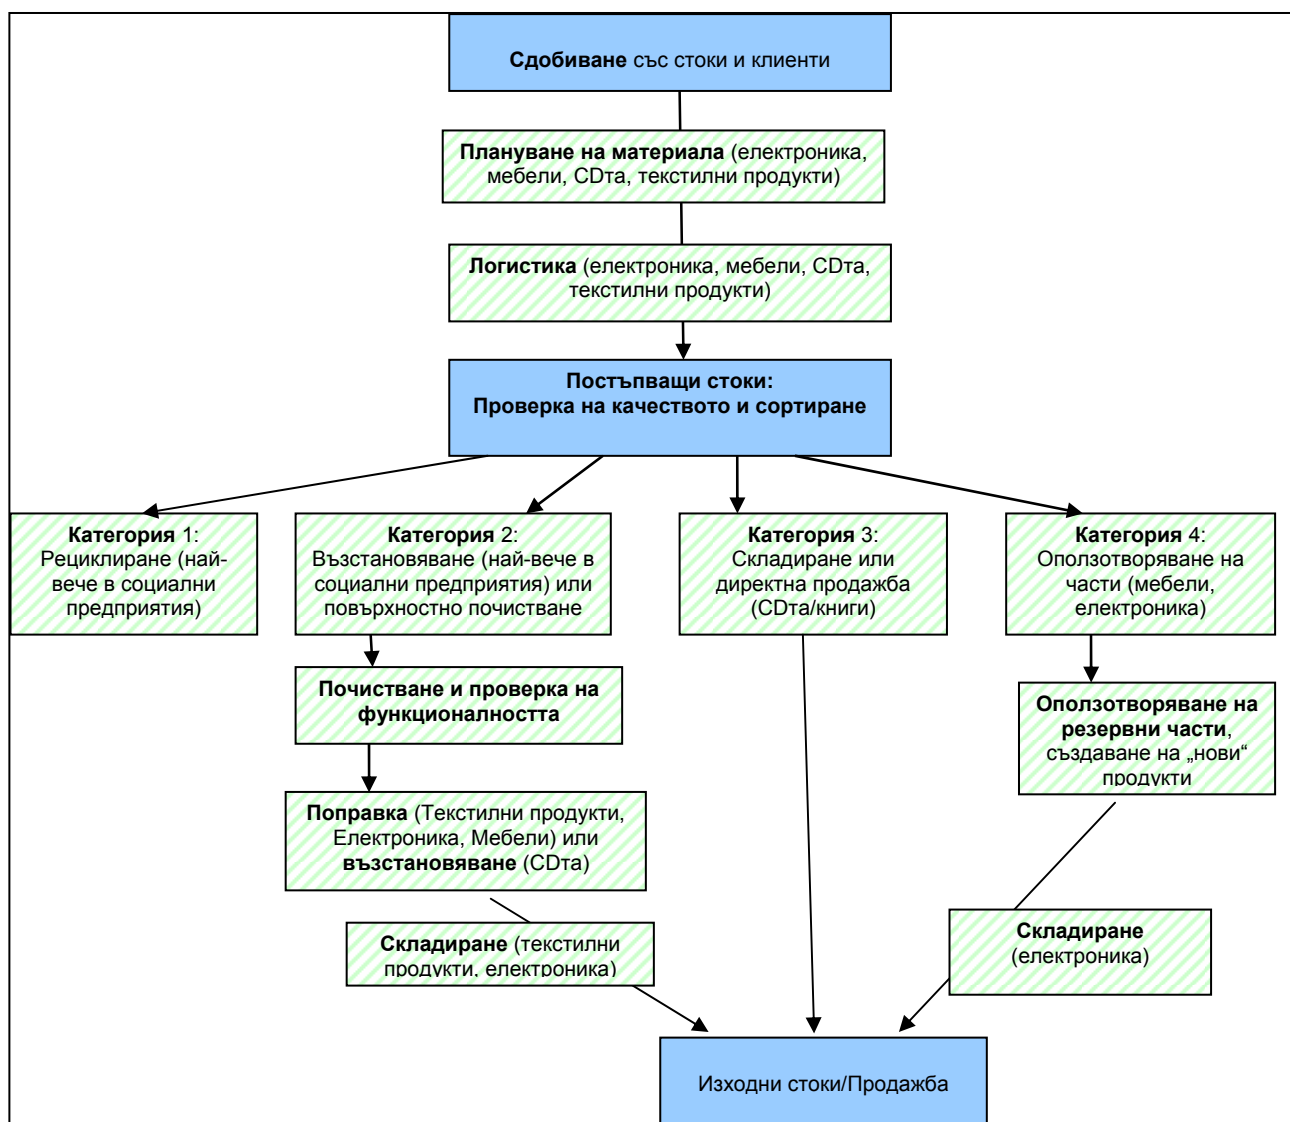 Сдобиване със стоки и клиенти
Плануване на материала (електроника,
мебели, CDта, текстилни продукти)
Логистика (електроника, мебели, CDта,
текстилни продукти)
Постъпващи стоки:
Проверка на качеството и сортиране
Категория 1:
Рециклиране (най-
вече в социални
предприятия)
Категория 2:
Възстановяване (най-вече в
социални предприятия) или
повърхностно почистване
Категория 3:
Складиране или
директна продажба
(CDта/книги)
Категория 4:
Оползотворяване на
части (мебели,
електроника)
Почистване и проверка на
функционалността
Оползотворяване на
резервни части,
създаване на „нови“
продукти
Поправка (Текстилни продукти,
Електроника, Мебели) или
възстановяване (CDта)
Складиране (текстилни
продукти, електроника)
Складиране
(електроника)
Изходни стоки/Продажба